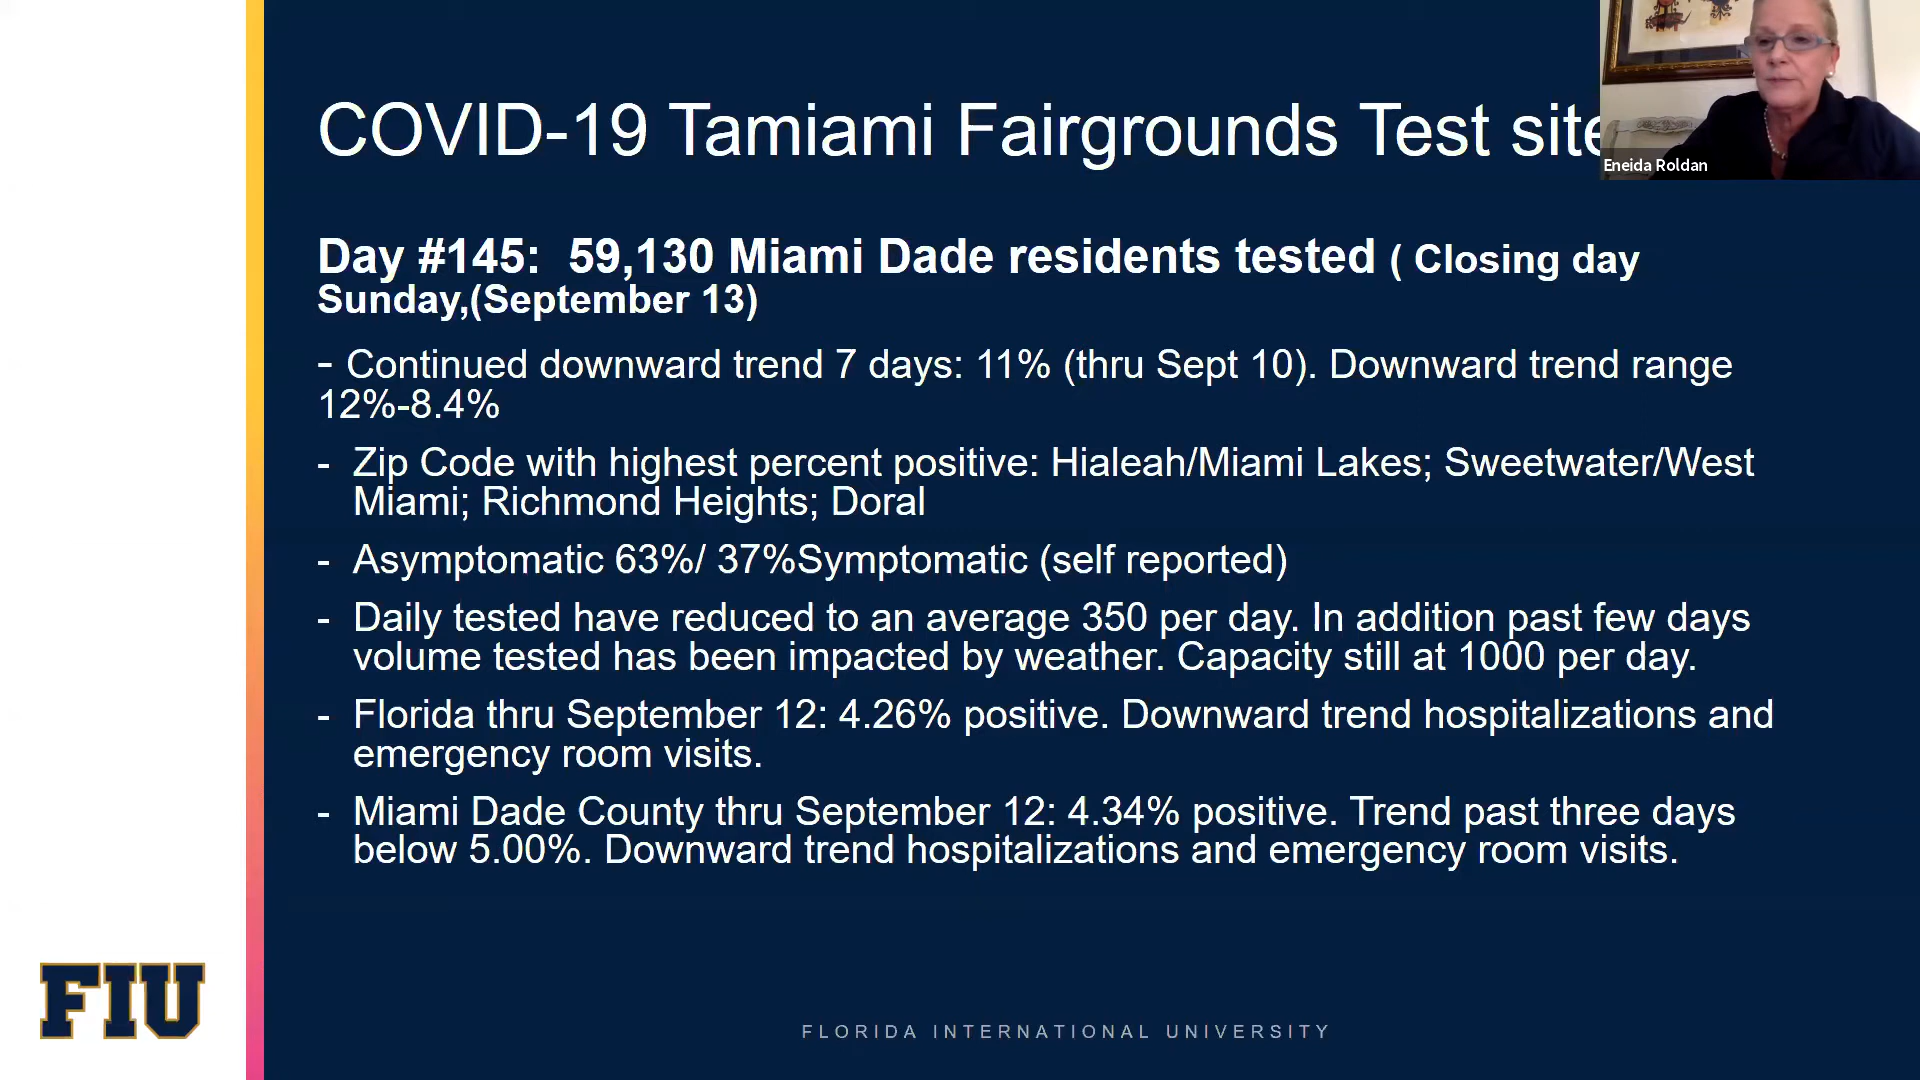 COVID-19 Tamiami Fairgrounds Test site
Eneida Roldan
Day #145:  59,130 Miami Dade residents tested ( Closing day
Sunday,(September 13)
- Continued downward trend 7 days: 11% (thru Sept 10). Downward trend range
12%-8.4%
- Zip Code with highest percent positive: Hialeah/Miami Lakes; Sweetwater/West
Miami; Richmond Heights; Doral
- Asymptomatic 63%/ 37%Symptomatic (self reported)
- Daily tested have reduced to an average 350 per day. In addition past few days
volume tested has been impacted by weather. Capacity still at 1000 per day.
- Florida thru September 12: 4.26% positive. Downward trend hospitalizations and
emergency room visits.
- Miami Dade County thru September 12: 4.34% positive. Trend past three days
below 5.00%. Downward trend hospitalizations and emergency room visits.
FIU
FLORIDA INTERNATIONAL UNIVERSITY